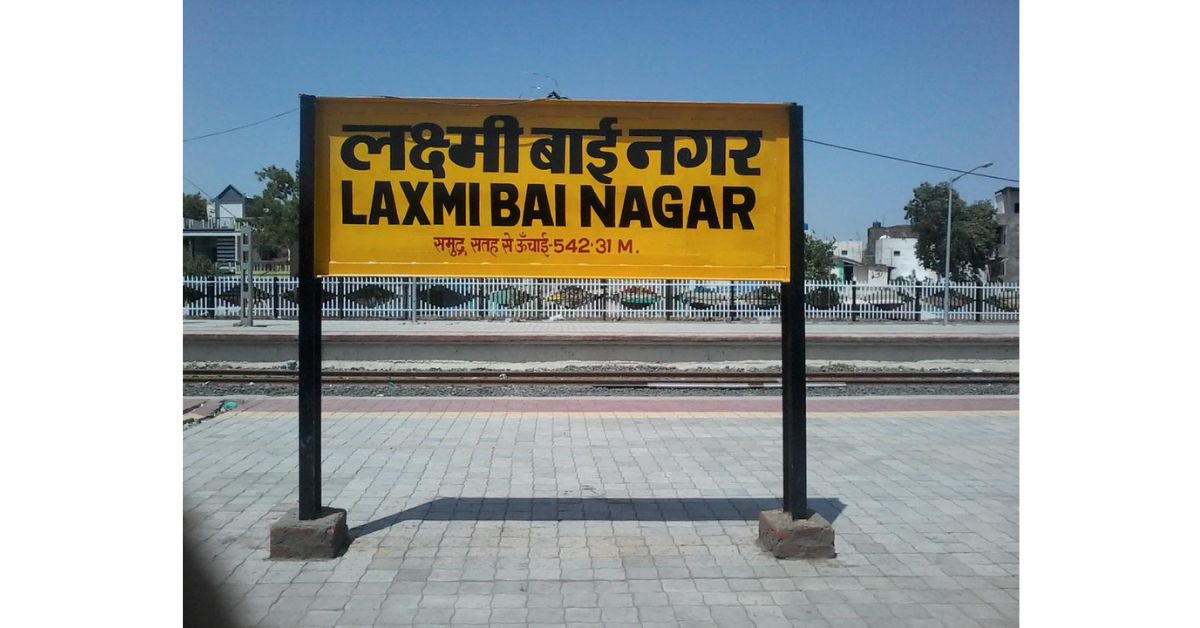 लक्ष्मी बाई नगर
LAXMI BAI NAGAR
समुद्र सतह से ऊँचाई-542·31 M.